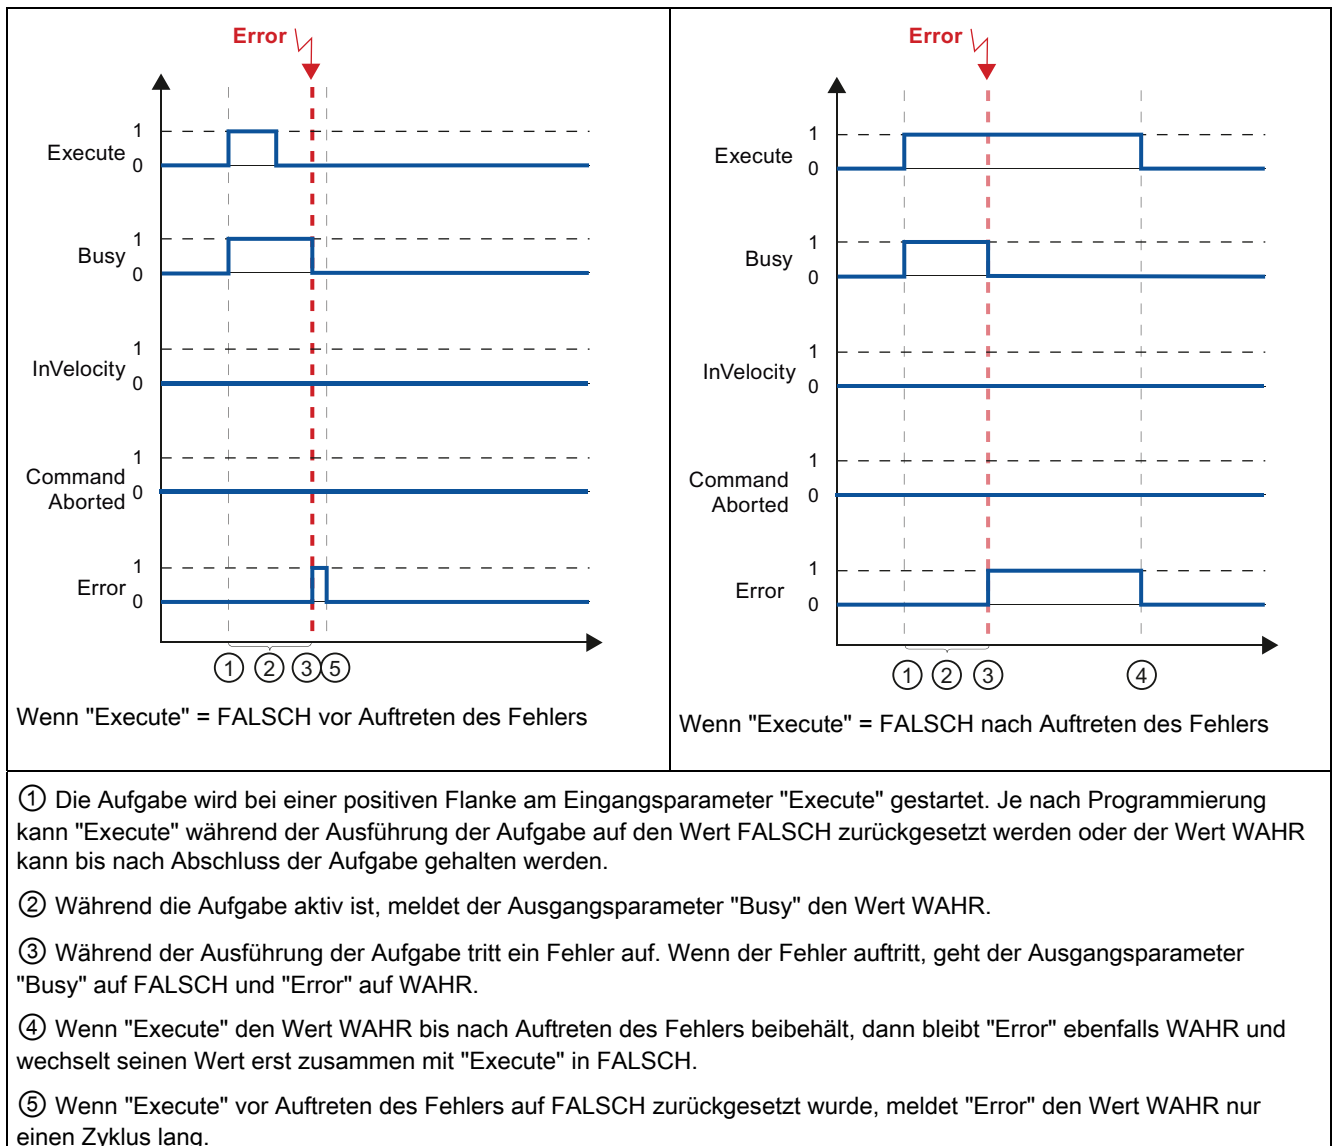 Error
1
Execute
0
1
Busy
0
1
InVelocity
0
1
Command
0
Aborted
1
Error
0
① ② ③ ⑤
Wenn "Execute" = FALSCH vor Auftreten des Fehlers
Error
1
Execute
0
1
Busy
0
1
InVelocity
0
1
Command
0
Aborted
1
Error
0
① ② ③ ④
Wenn "Execute" = FALSCH nach Auftreten des Fehlers
① Die Aufgabe wird bei einer positiven Flanke am Eingangsparameter "Execute" gestartet. Je nach Programmierung
kann "Execute" während der Ausführung der Aufgabe auf den Wert FALSCH zurückgesetzt werden oder der Wert WAHR
kann bis nach Abschluss der Aufgabe gehalten werden.
② Während die Aufgabe aktiv ist, meldet der Ausgangsparameter "Busy" den Wert WAHR.
③ Während der Ausführung der Aufgabe tritt ein Fehler auf. Wenn der Fehler auftritt, geht der Ausgangsparameter
"Busy" auf FALSCH und "Error" auf WAHR.
④ Wenn "Execute" den Wert WAHR bis nach Auftreten des Fehlers beibehält, dann bleibt "Error" ebenfalls WAHR und
wechselt seinen Wert erst zusammen mit "Execute" in FALSCH.
⑤ Wenn "Execute" vor Auftreten des Fehlers auf FALSCH zurückgesetzt wurde, meldet "Error" den Wert WAHR nur
einen Zyklus lang.